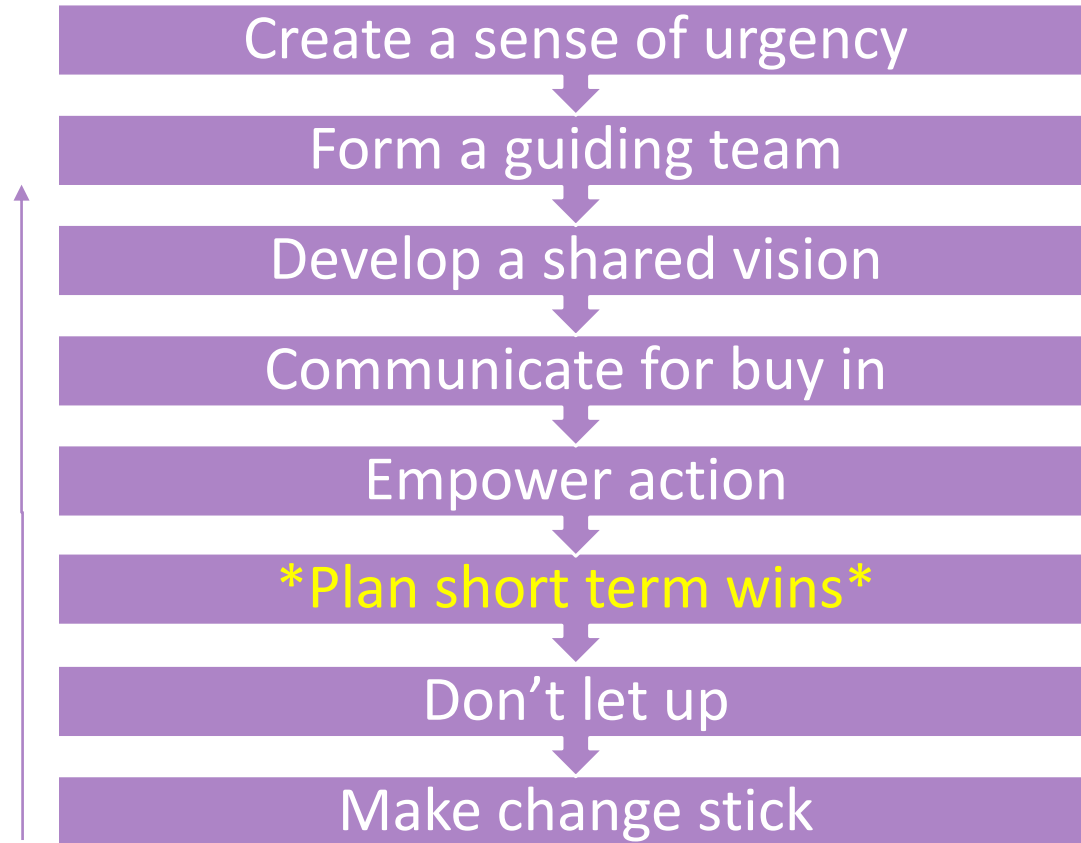 Create a sense of urgency
Form a guiding team
Develop a shared vision
Communicate for buy in
Empower action
*Plan short term wins*
Don’t let up
Make change stick